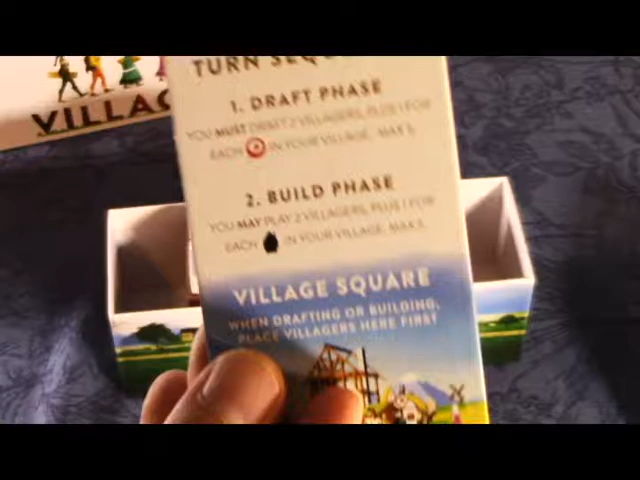 VILLAG
TURN SEQU
1. DRAFT PHASE
YOU MUST DRAFT 2 VILLAGERS, PLUS 1 FOR
EACH IN YOUR VILLAGE. MAX 5.
2. BUILD PHASE
YOU MAY PLAY 2 VILLAGERS, PLUS 1 FOR
EACH IN YOUR VILLAGE. MAX 5.
VILLAGE SQUARE
WHEN DRAFTING OR BUILDING,
PLACE VILLAGERS HERE FIRST